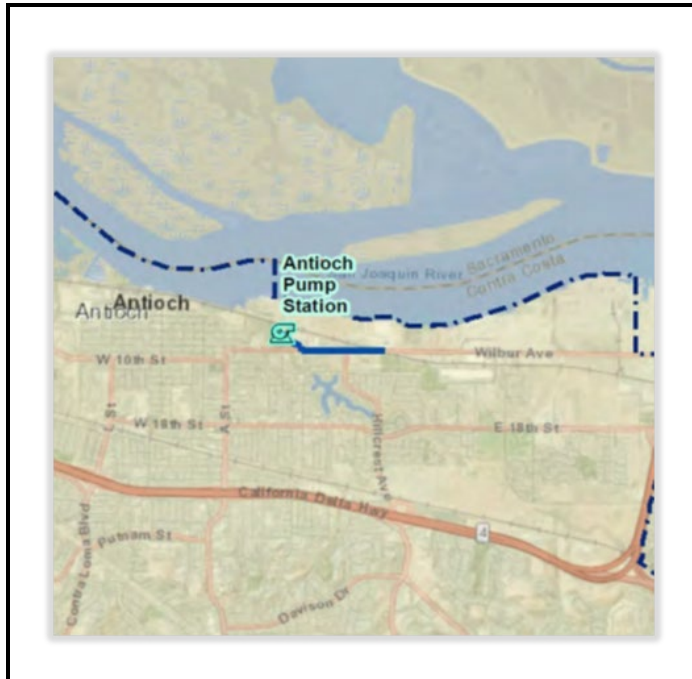 Antioch
Pump
Station
San Joaquin River
Sacramento
Contra Costa
Antioch
Antioch
W 10th St
Wilbur Ave
L St
A St
W 18th St
Hillcrest Ave
E 18th St
California Delta Hwy
4
Contra Loma Blvd
Putnam St
Davison Dr